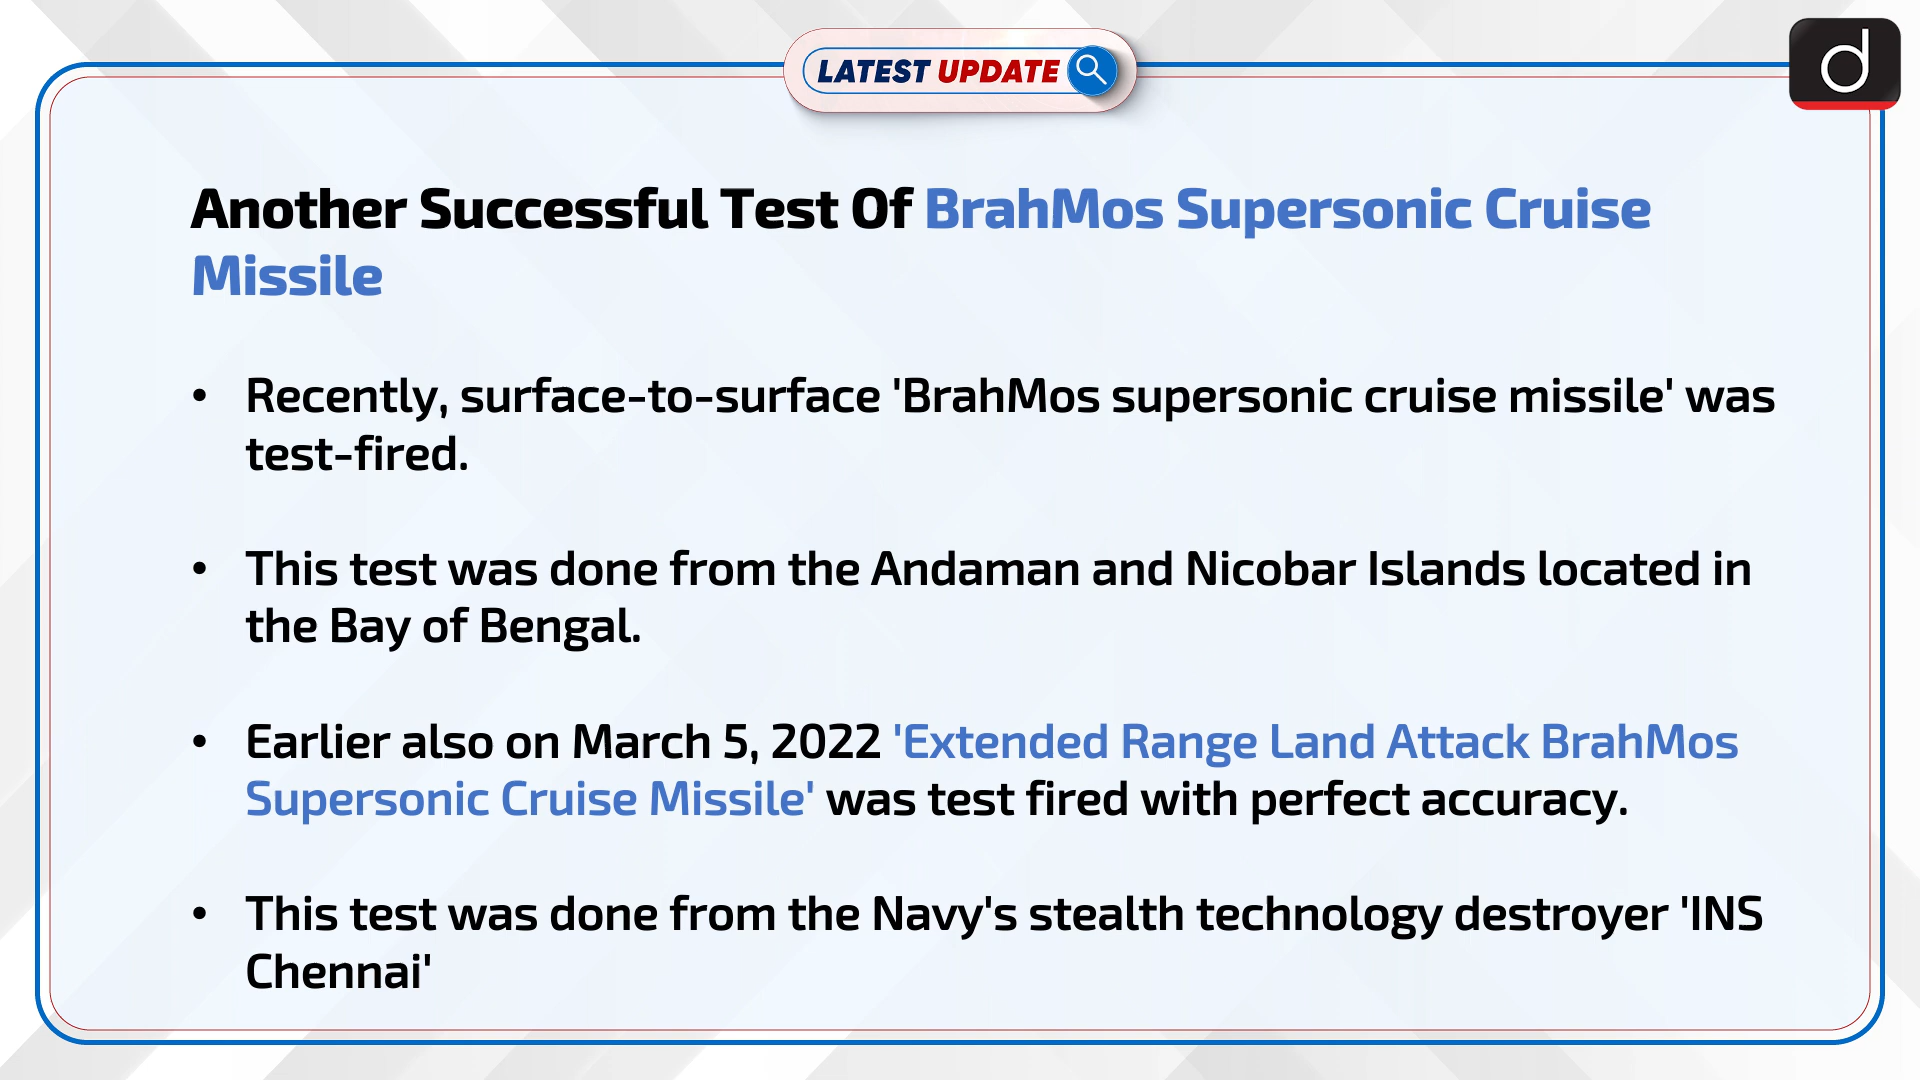 LATEST UPDATE
d
Another Successful Test Of BrahMos Supersonic Cruise
Missile
• Recently, surface-to-surface 'BrahMos supersonic cruise missile' was
test-fired.
• This test was done from the Andaman and Nicobar Islands located in
the Bay of Bengal.
• Earlier also on March 5, 2022 'Extended Range Land Attack BrahMos
Supersonic Cruise Missile' was test fired with perfect accuracy.
• This test was done from the Navy's stealth technology destroyer 'INS
Chennai'